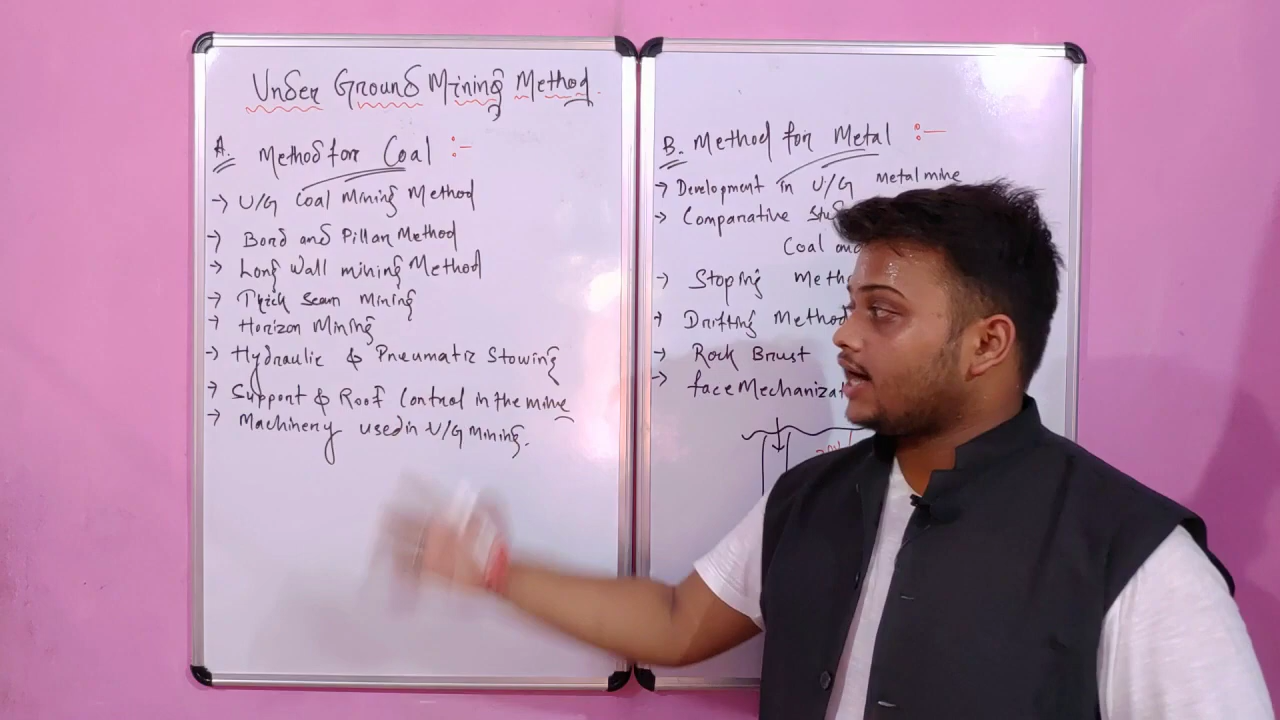 Under Ground Mining Method.
A. Method for Coal :-
→ U/G Coal Mining Method
→ Bord and Pillar Method
→ Long Wall mining Method
→ Thick seam Mining
→ Horizon Mining
→ Hydraulic & Pneumatic Stowing
→ Support & Roof Control in the mine
→ Machinery used in U/G Mining.
B. Method for Metal :-
→ Development In U/G Metal mine
→ Comparative
Coal
→ Stoping
→ Drifting Method
→ Rock Brust
→ face